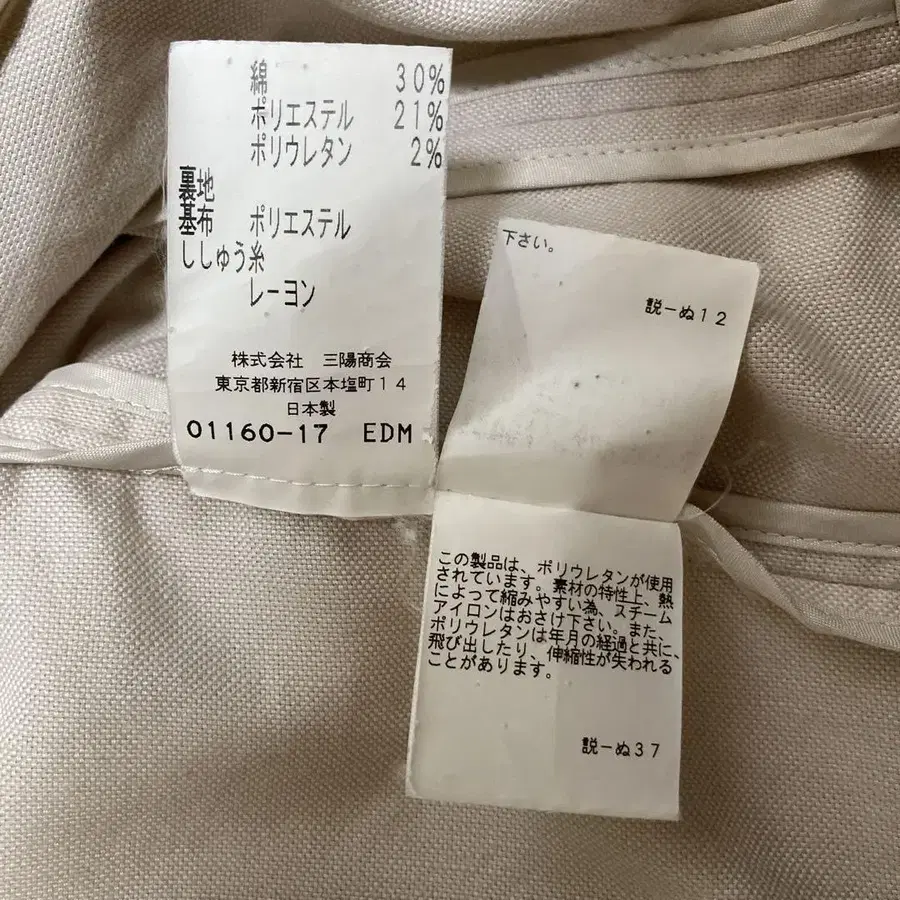 綿 30%
ポリエステル 21%
ポリウレタン 2%
裏地
基布 ポリエステル
ししゅう糸
レーヨン
株式会社 三陽商会
東京都新宿区本塩町14
日本製
01160-17 EDM
下さい。
説ーぬ12
この製品は、ポリウレタンが使用
されています。素材の特性上、熱
によって縮みやすい為、スチーム
アイロンはおさけ下さい。また、
ポリウレタンは年月の経過と共に、
飛び出したり、伸縮性が失われる
ことがあります。
説ーぬ37